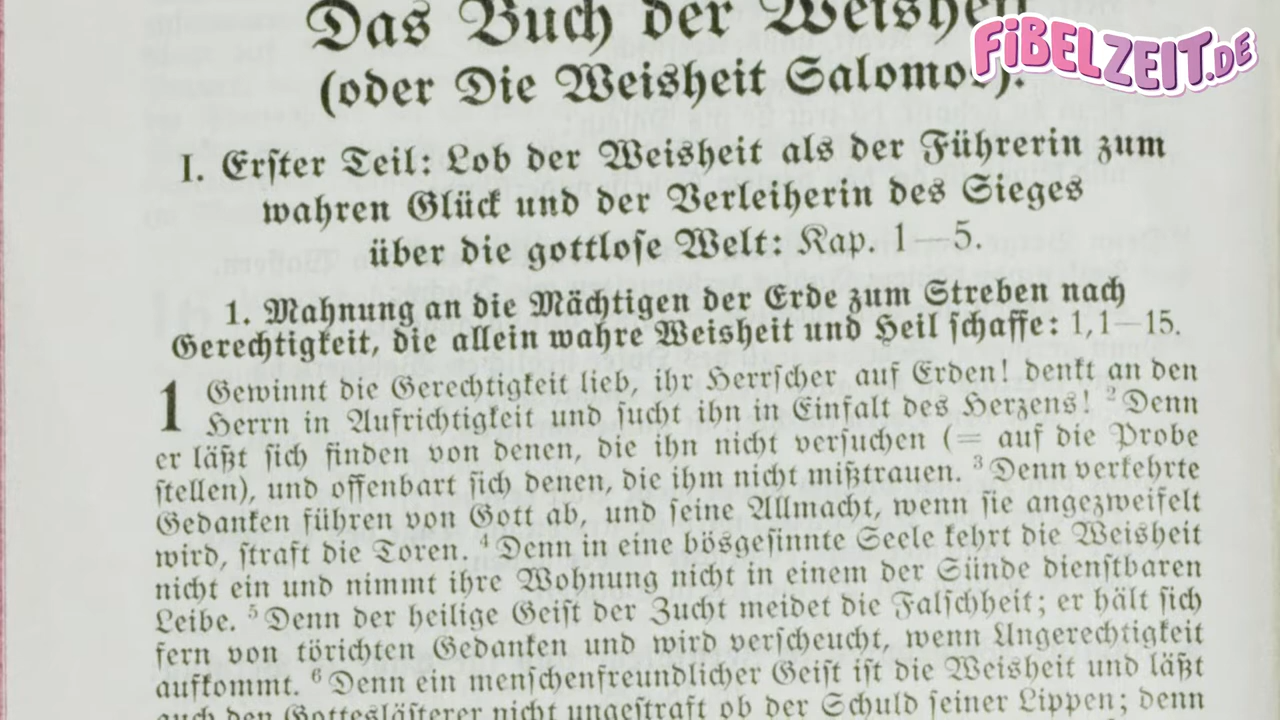 Das Buch der Weisheit
FiBELZEiT.DE
(oder Die Weisheit Salomos).
I. Erſter Teil: Lob der Weisheit als der Führerin zum
wahren Glück und der Verleiherin des Sieges
über die gottloſe Welt: Kap. 1—5.
1. Mahnung an die Mächtigen der Erde zum Streben nach
Gerechtigkeit, die allein wahre Weisheit und Heil ſchaffe: 1,1—15.
1 Gewinnt die Gerechtigkeit lieb, ihr Herrſcher auf Erden! denkt an den
Herrn in Aufrichtigkeit und ſucht ihn in Einfalt des Herzens! ²Denn
er läßt ſich finden von denen, die ihn nicht verſuchen (= auf die Probe
ſtellen), und offenbart ſich denen, die ihm nicht mißtrauen. ³Denn verkehrte
Gedanken führen von Gott ab, und ſeine Allmacht, wenn ſie angezweifelt
wird, ſtraft die Toren. ⁴Denn in eine bösgeſinnte Seele kehrt die Weisheit
nicht ein und nimmt ihre Wohnung nicht in einem der Sünde dienſtbaren
Leibe. ⁵Denn der heilige Geiſt der Zucht meidet die Falſchheit; er hält ſich
fern von törichten Gedanken und wird verſcheucht, wenn Ungerechtigkeit
aufkommt. ⁶Denn ein menſchenfreundlicher Geiſt iſt die Weisheit und läßt
auch den Gottesläſterer nicht ungeſtraft ob der Schuld ſeiner Lippen; denn